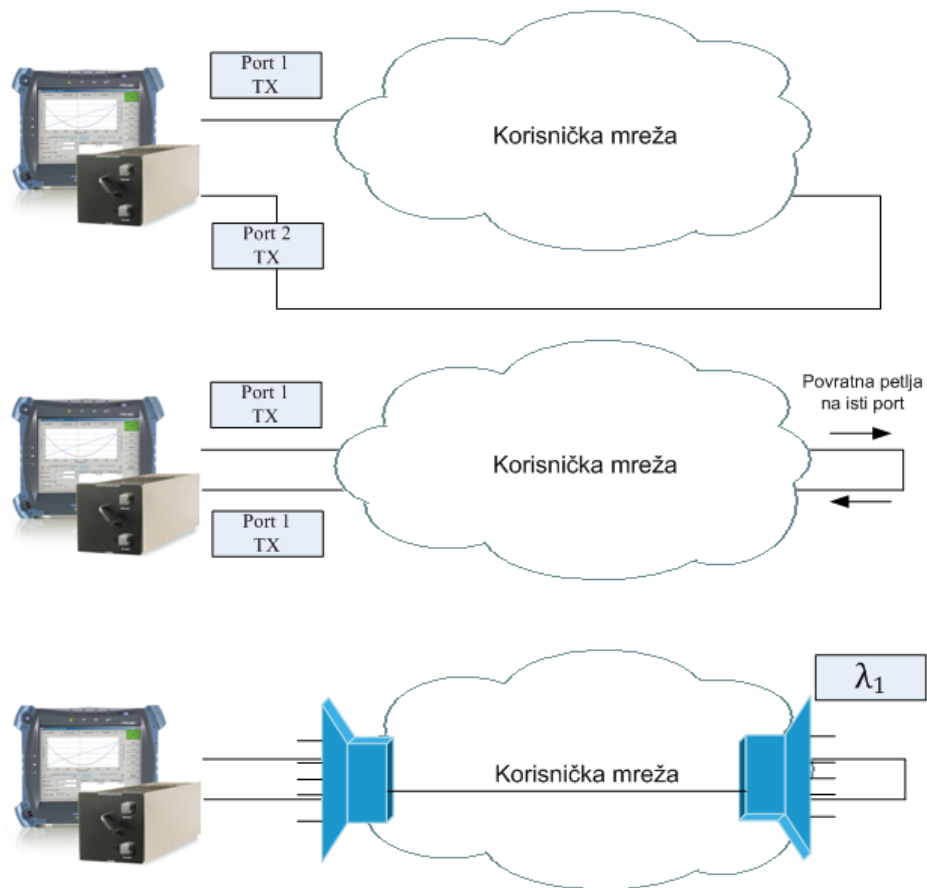 Port 1
TX
Korisnička mreža
Port 2
TX
Port 1
TX
Povratna petlja
na isti port
Korisnička mreža
Port 1
TX
λ1
Korisnička mreža